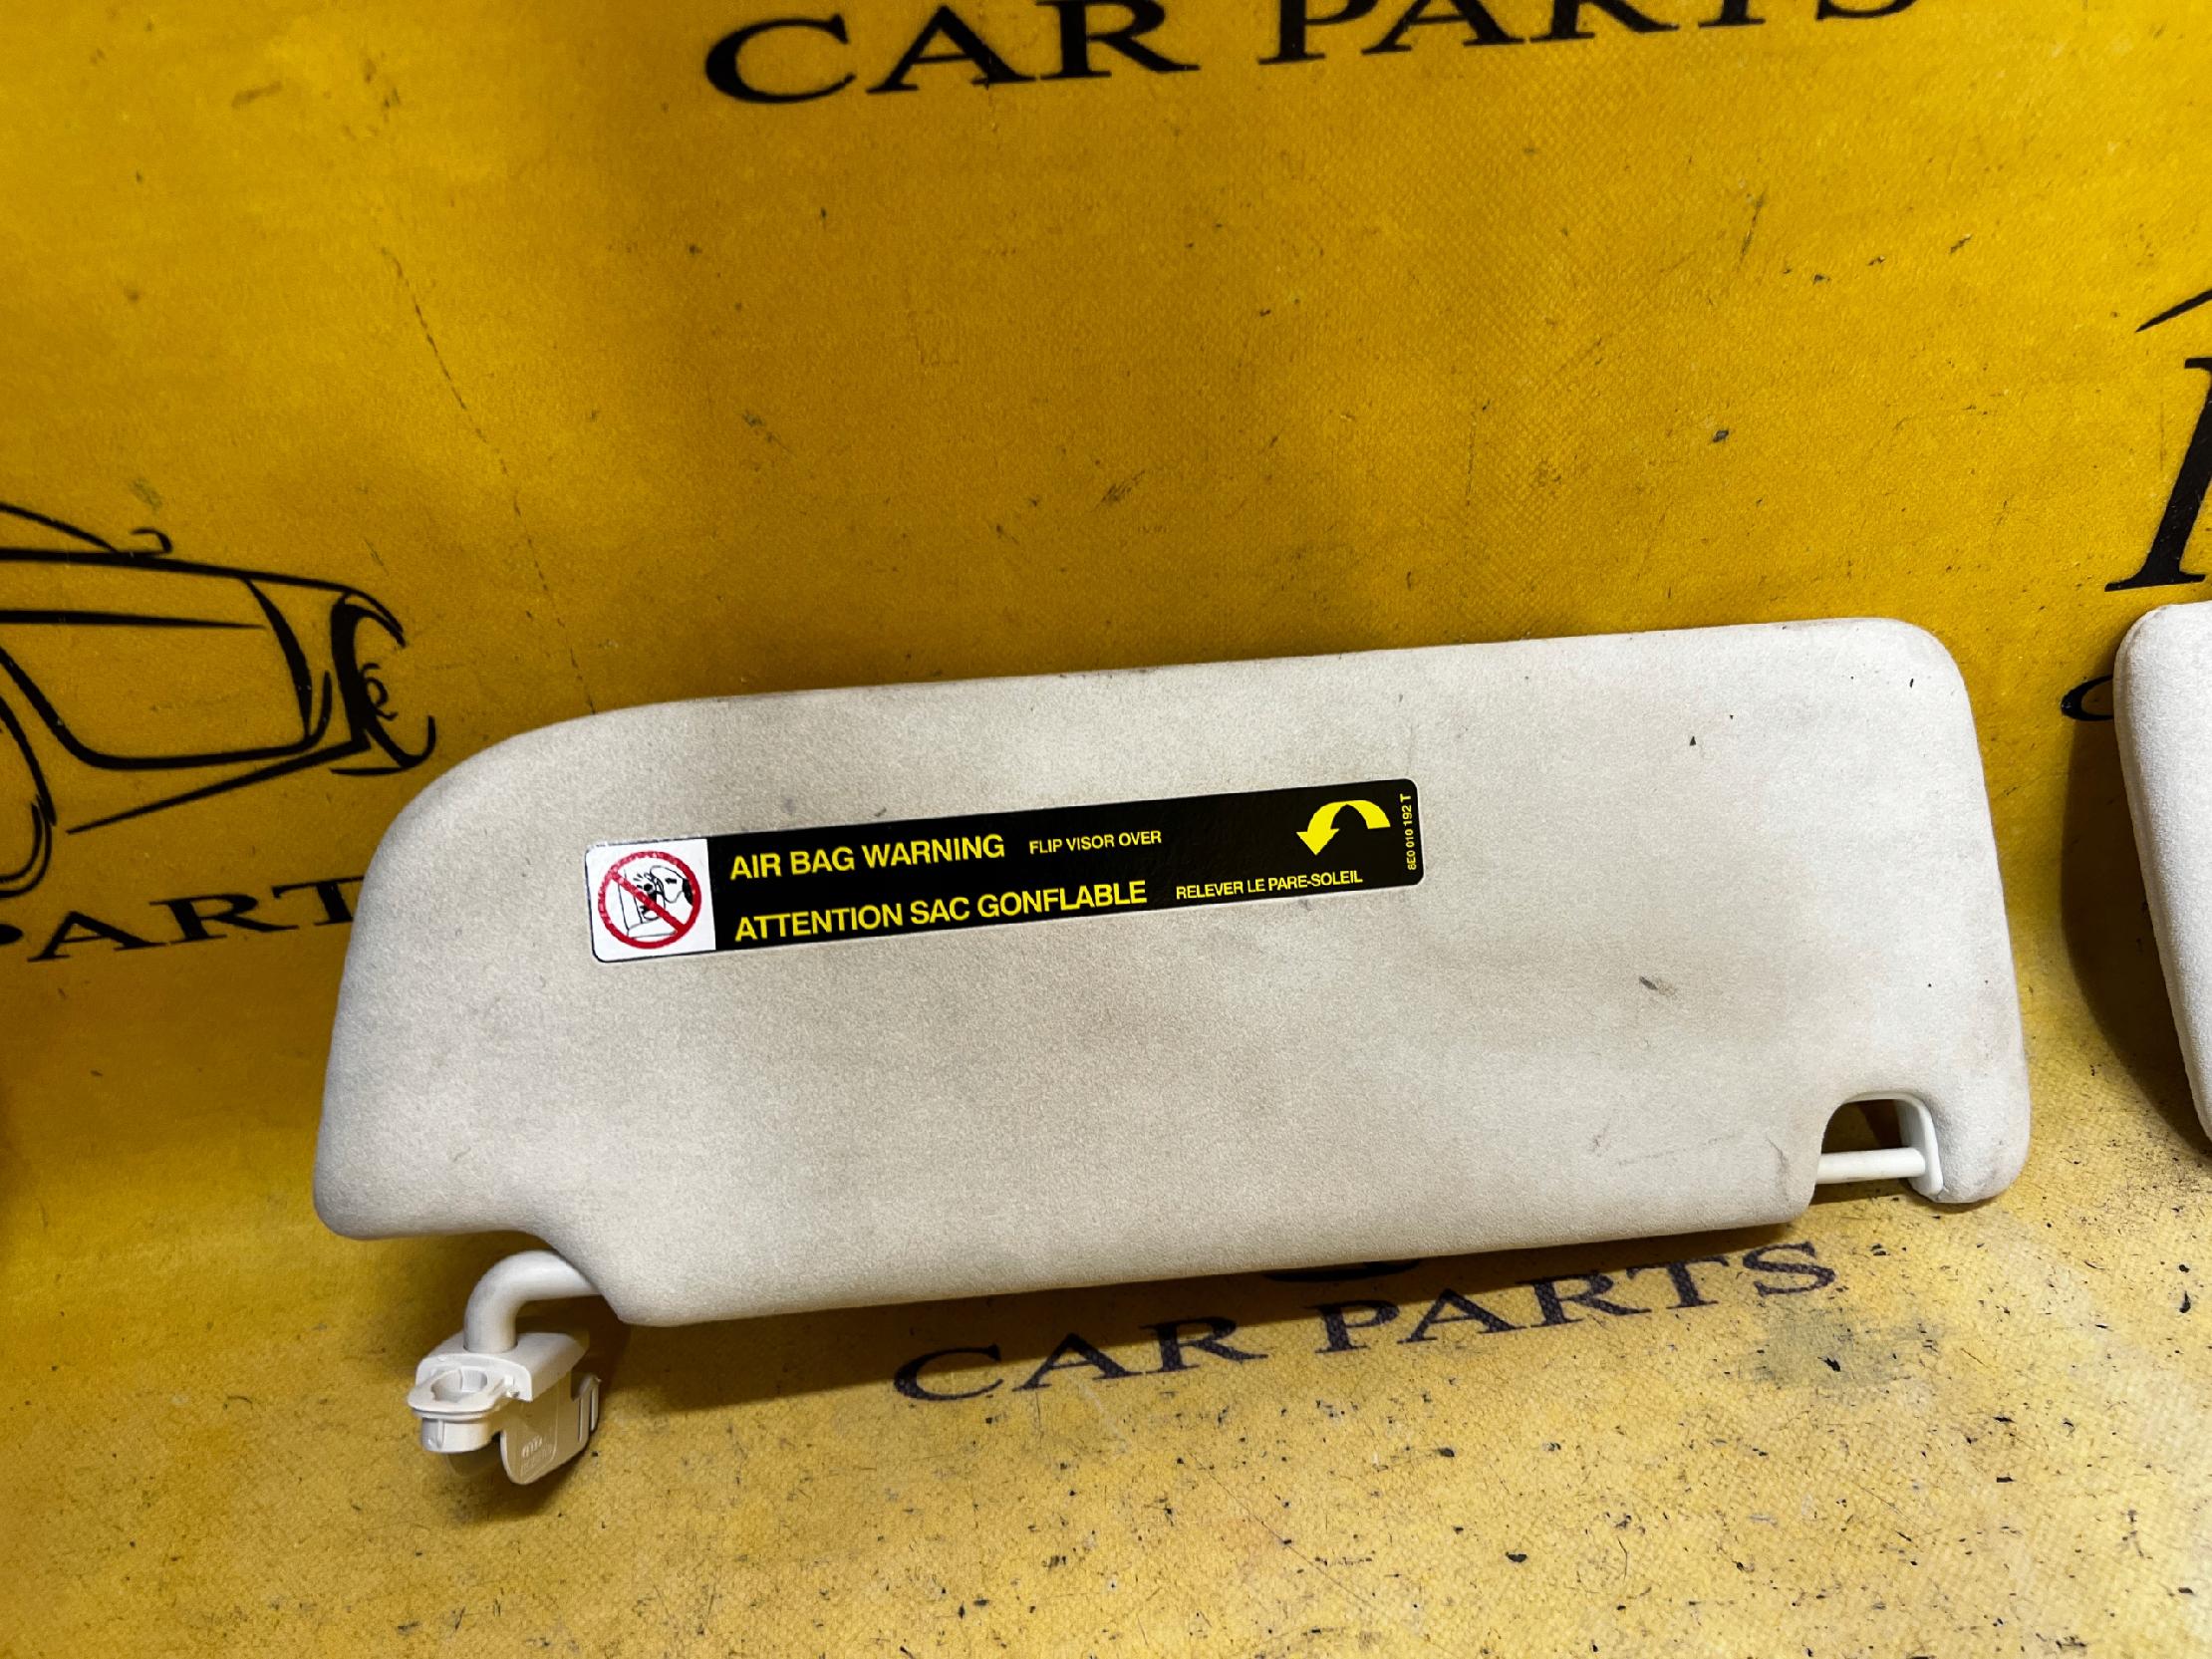 CAR PARTS
PARTS
AIR BAG WARNING FLIP VISOR OVER
ATTENTION SAC GONFLABLE RELEVER LE PARE-SOLEIL
8E0 010 192 T
CAR PARTS